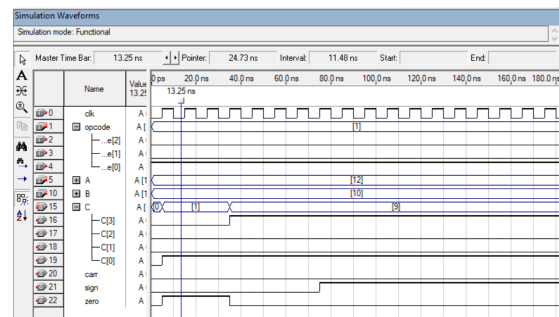 Simulation Waveforms
Simulation mode: Functional
Master Time Bar: 13.25 ns Pointer: 24.73 ns Interval: 11.48 ns Start: End:
Name Value 13.25
0 ps 20.0 ns 40.0 ns 60.0 ns 80.0 ns 100.0 ns 120.0 ns 140.0 ns 160.0 ns 180.0 ns
13.25 ns
0 clk A
1 opcode A [ [1]
2 ...e[2] A
3 ...e[1] A
4 ...e[0] A
5 A A [1 [12]
10 B A [1 [10]
15 C A [ [0] [1] [9]
16 C[3] A
17 C[2] A
18 C[1] A
19 C[0] A
20 carr A
21 sign A
22 zero A